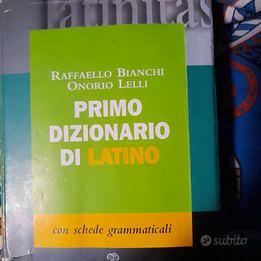 latinitas
RAFFAELLO BIANCHI
ONORIO LELLI
PRIMO
DIZIONARIO
DI LATINO
con schede grammaticali
subito